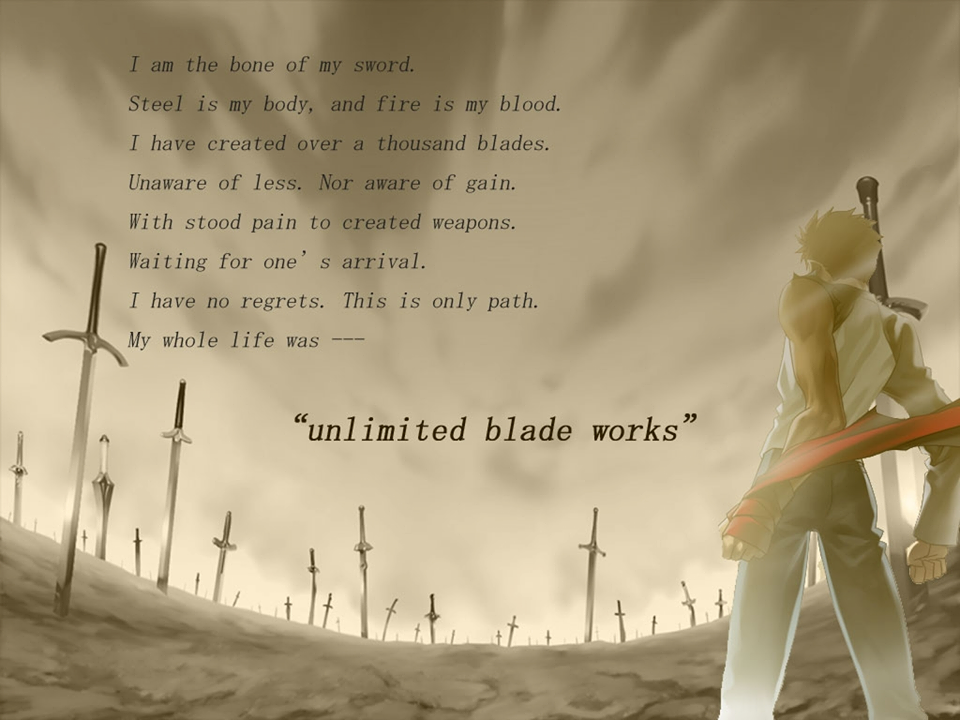 I am the bone of my sword.
Steel is my body, and fire is my blood.
I have created over a thousand blades.
Unaware of less. Nor aware of gain.
With stood pain to created weapons.
Waiting for one’s arrival.
I have no regrets. This is only path.
My whole life was ---
“unlimited blade works”